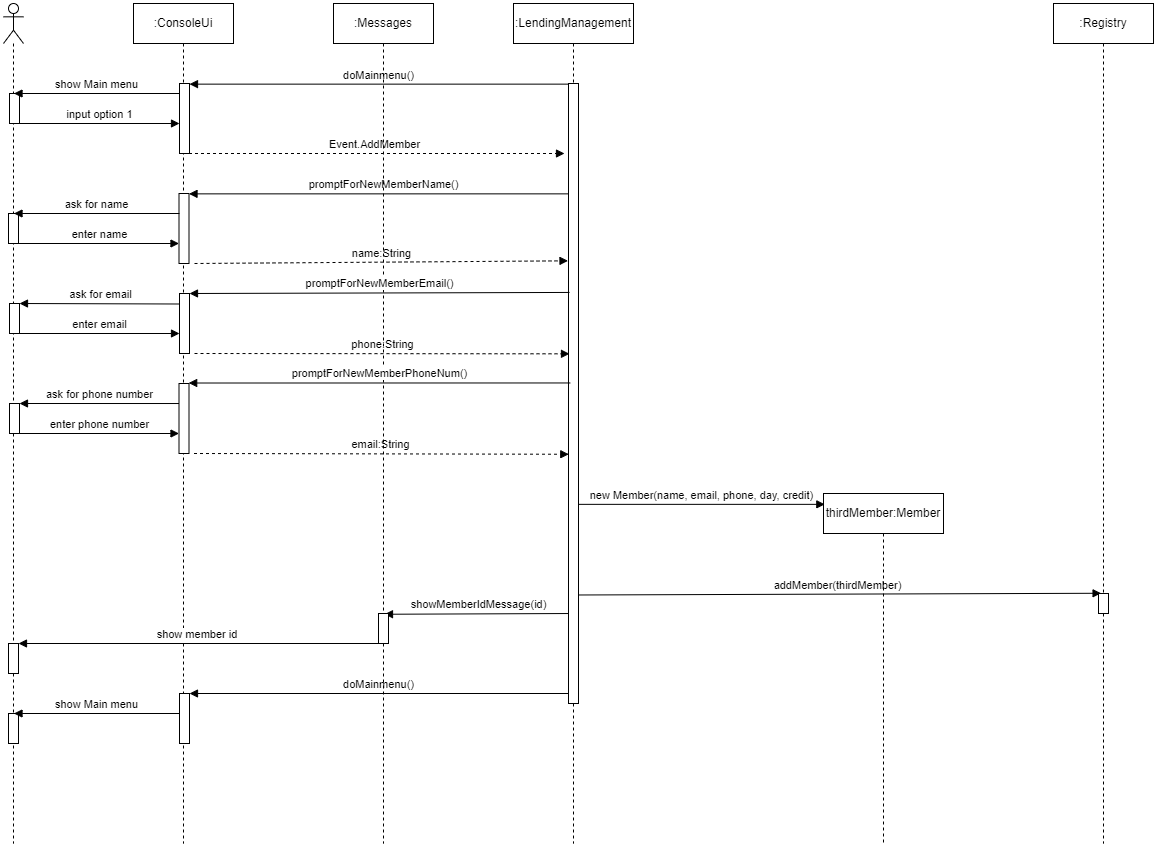 :ConsoleUi
:Messages
:LendingManagement
:Registry
doMainmenu()
show Main menu
input option 1
Event.AddMember
promptForNewMemberName()
ask for name
enter name
name:String
promptForNewMemberEmail()
ask for email
enter email
phone:String
promptForNewMemberPhoneNum()
ask for phone number
enter phone number
email:String
new Member(name, email, phone, day, credit)
thirdMember:Member
addMember(thirdMember)
showMemberIdMessage(id)
show member id
doMainmenu()
show Main menu